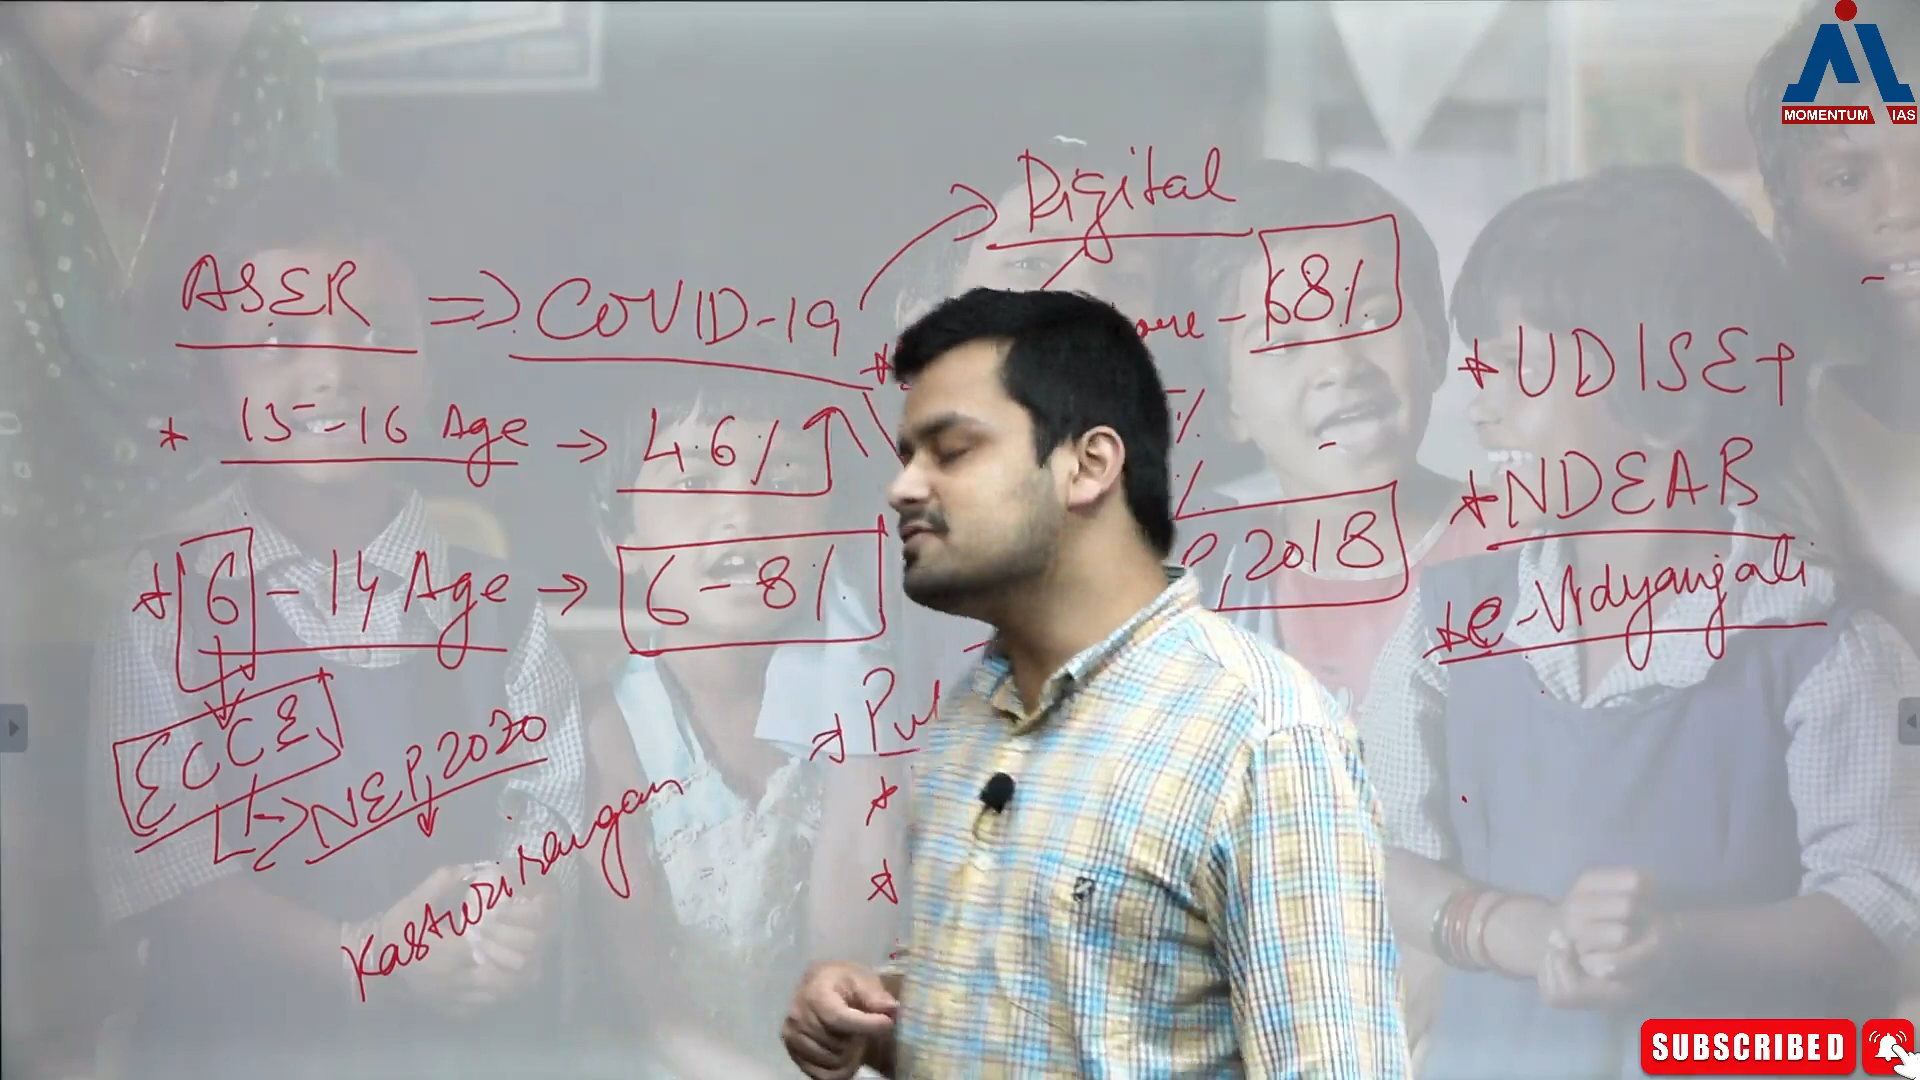 MOMENTUM IAS
Digital
ASER ⇒ COVID-19
- 68%
* 15-16 Age → 4.6%
* 6-14 Age → 6-8%
, 2018
ECCE
→ NEP, 2020
Kasturirangan
* UDISE+
* NDEAR
* e-Vidyanjali
SUBSCRIBED